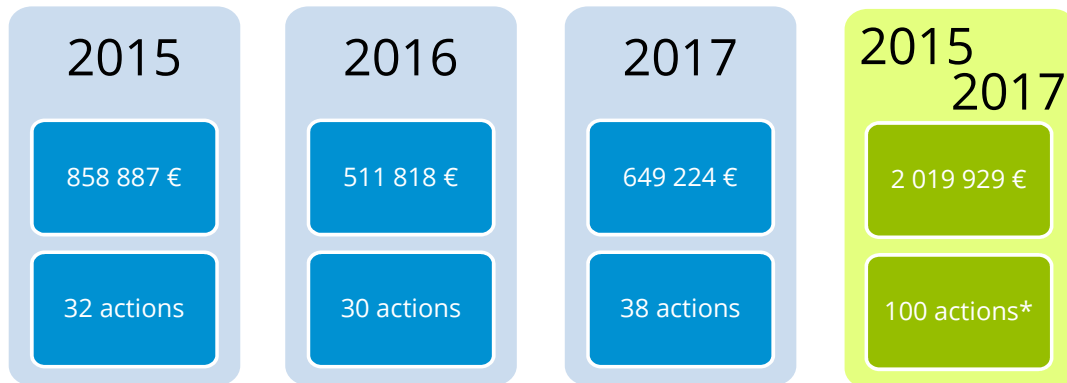 2015
858 887 €
32 actions
2016
511 818 €
30 actions
2017
649 224 €
38 actions
2015
2017
2 019 929 €
100 actions*